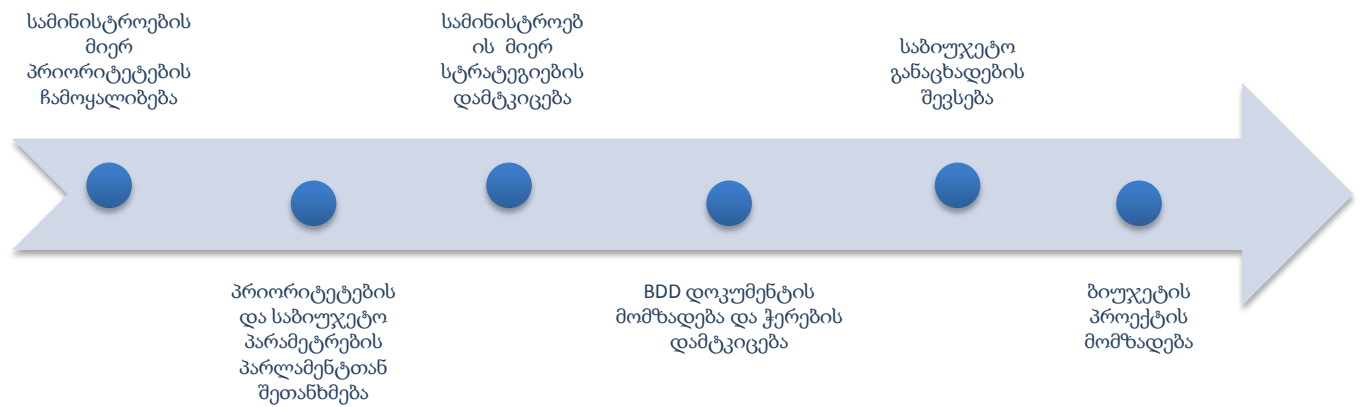 სამინისტროების
მიერ
პრიორიტეტების
ჩამოყალიბება
პრიორიტეტების
და საბიუჯეტო
პარამეტრების
პარლამენტთან
შეთანხმება
სამინისტროებ
ის მიერ
სტრატეგიების
დამტკიცება
BDD დოკუმენტის
მომზადება და ჭერების
დამტკიცება
საბიუჯეტო
განაცხადების
შევსება
ბიუჯეტის
პროექტის
მომზადება